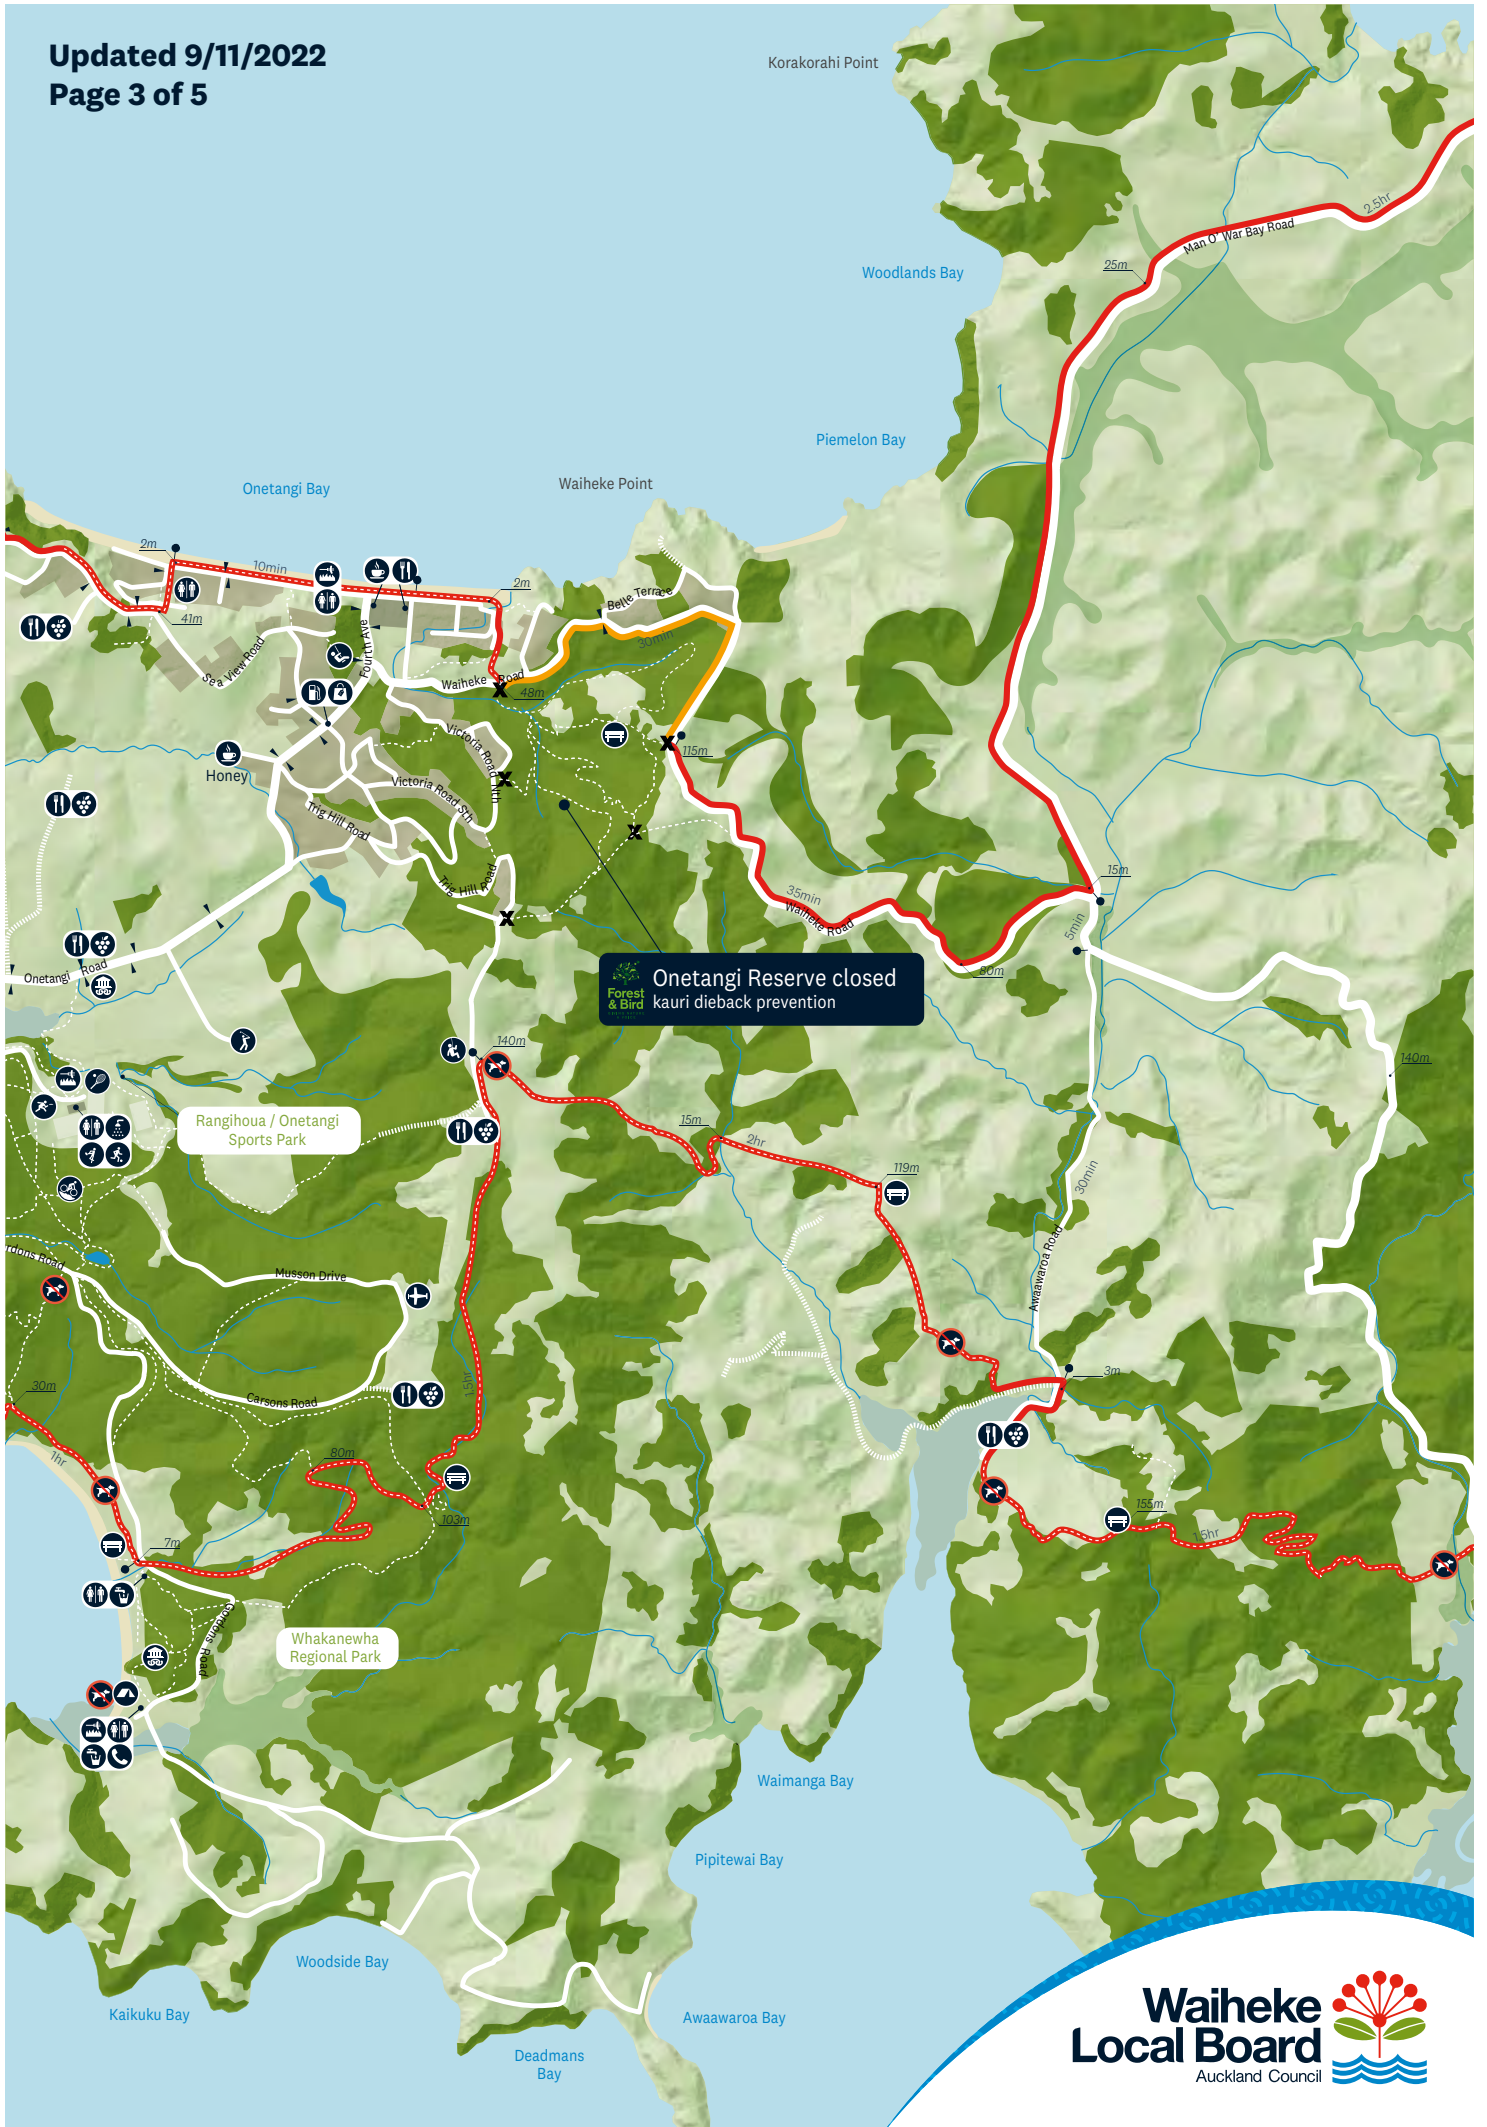 Updated 9/11/2022
Page 3 of 5
Korakorahi Point
2.5hr
Man O' War Bay Road
25m
Woodlands Bay
Piemelon Bay
Waiheke Point
Onetangi Bay
2m
10min
2m
41m
Belle Terrace
30min
Sea View Road
Fourth Ave
Waiheke Road
48m
Victoria Road Nth
115m
Honey
Victoria Road Sth
Trig Hill Road
Trig Hill Road
35min
Waiheke Road
15m
5min
80m
Onetangi Road
Onetangi Reserve closed
kauri dieback prevention
Forest
& Bird
140m
140m
Rangihoua / Onetangi
Sports Park
15m
2hr
119m
30min
Awaawaroa Road
rdons Road
Musson Drive
3m
30m
Carsons Road
1.5hr
1hr
80m
103m
155m
1.5hr
7m
Gordons Road
Whakanewha
Regional Park
Waimanga Bay
Pipitewai Bay
Woodside Bay
Kaikuku Bay
Awaawaroa Bay
Deadmans
Bay
Waiheke
Local Board
Auckland Council